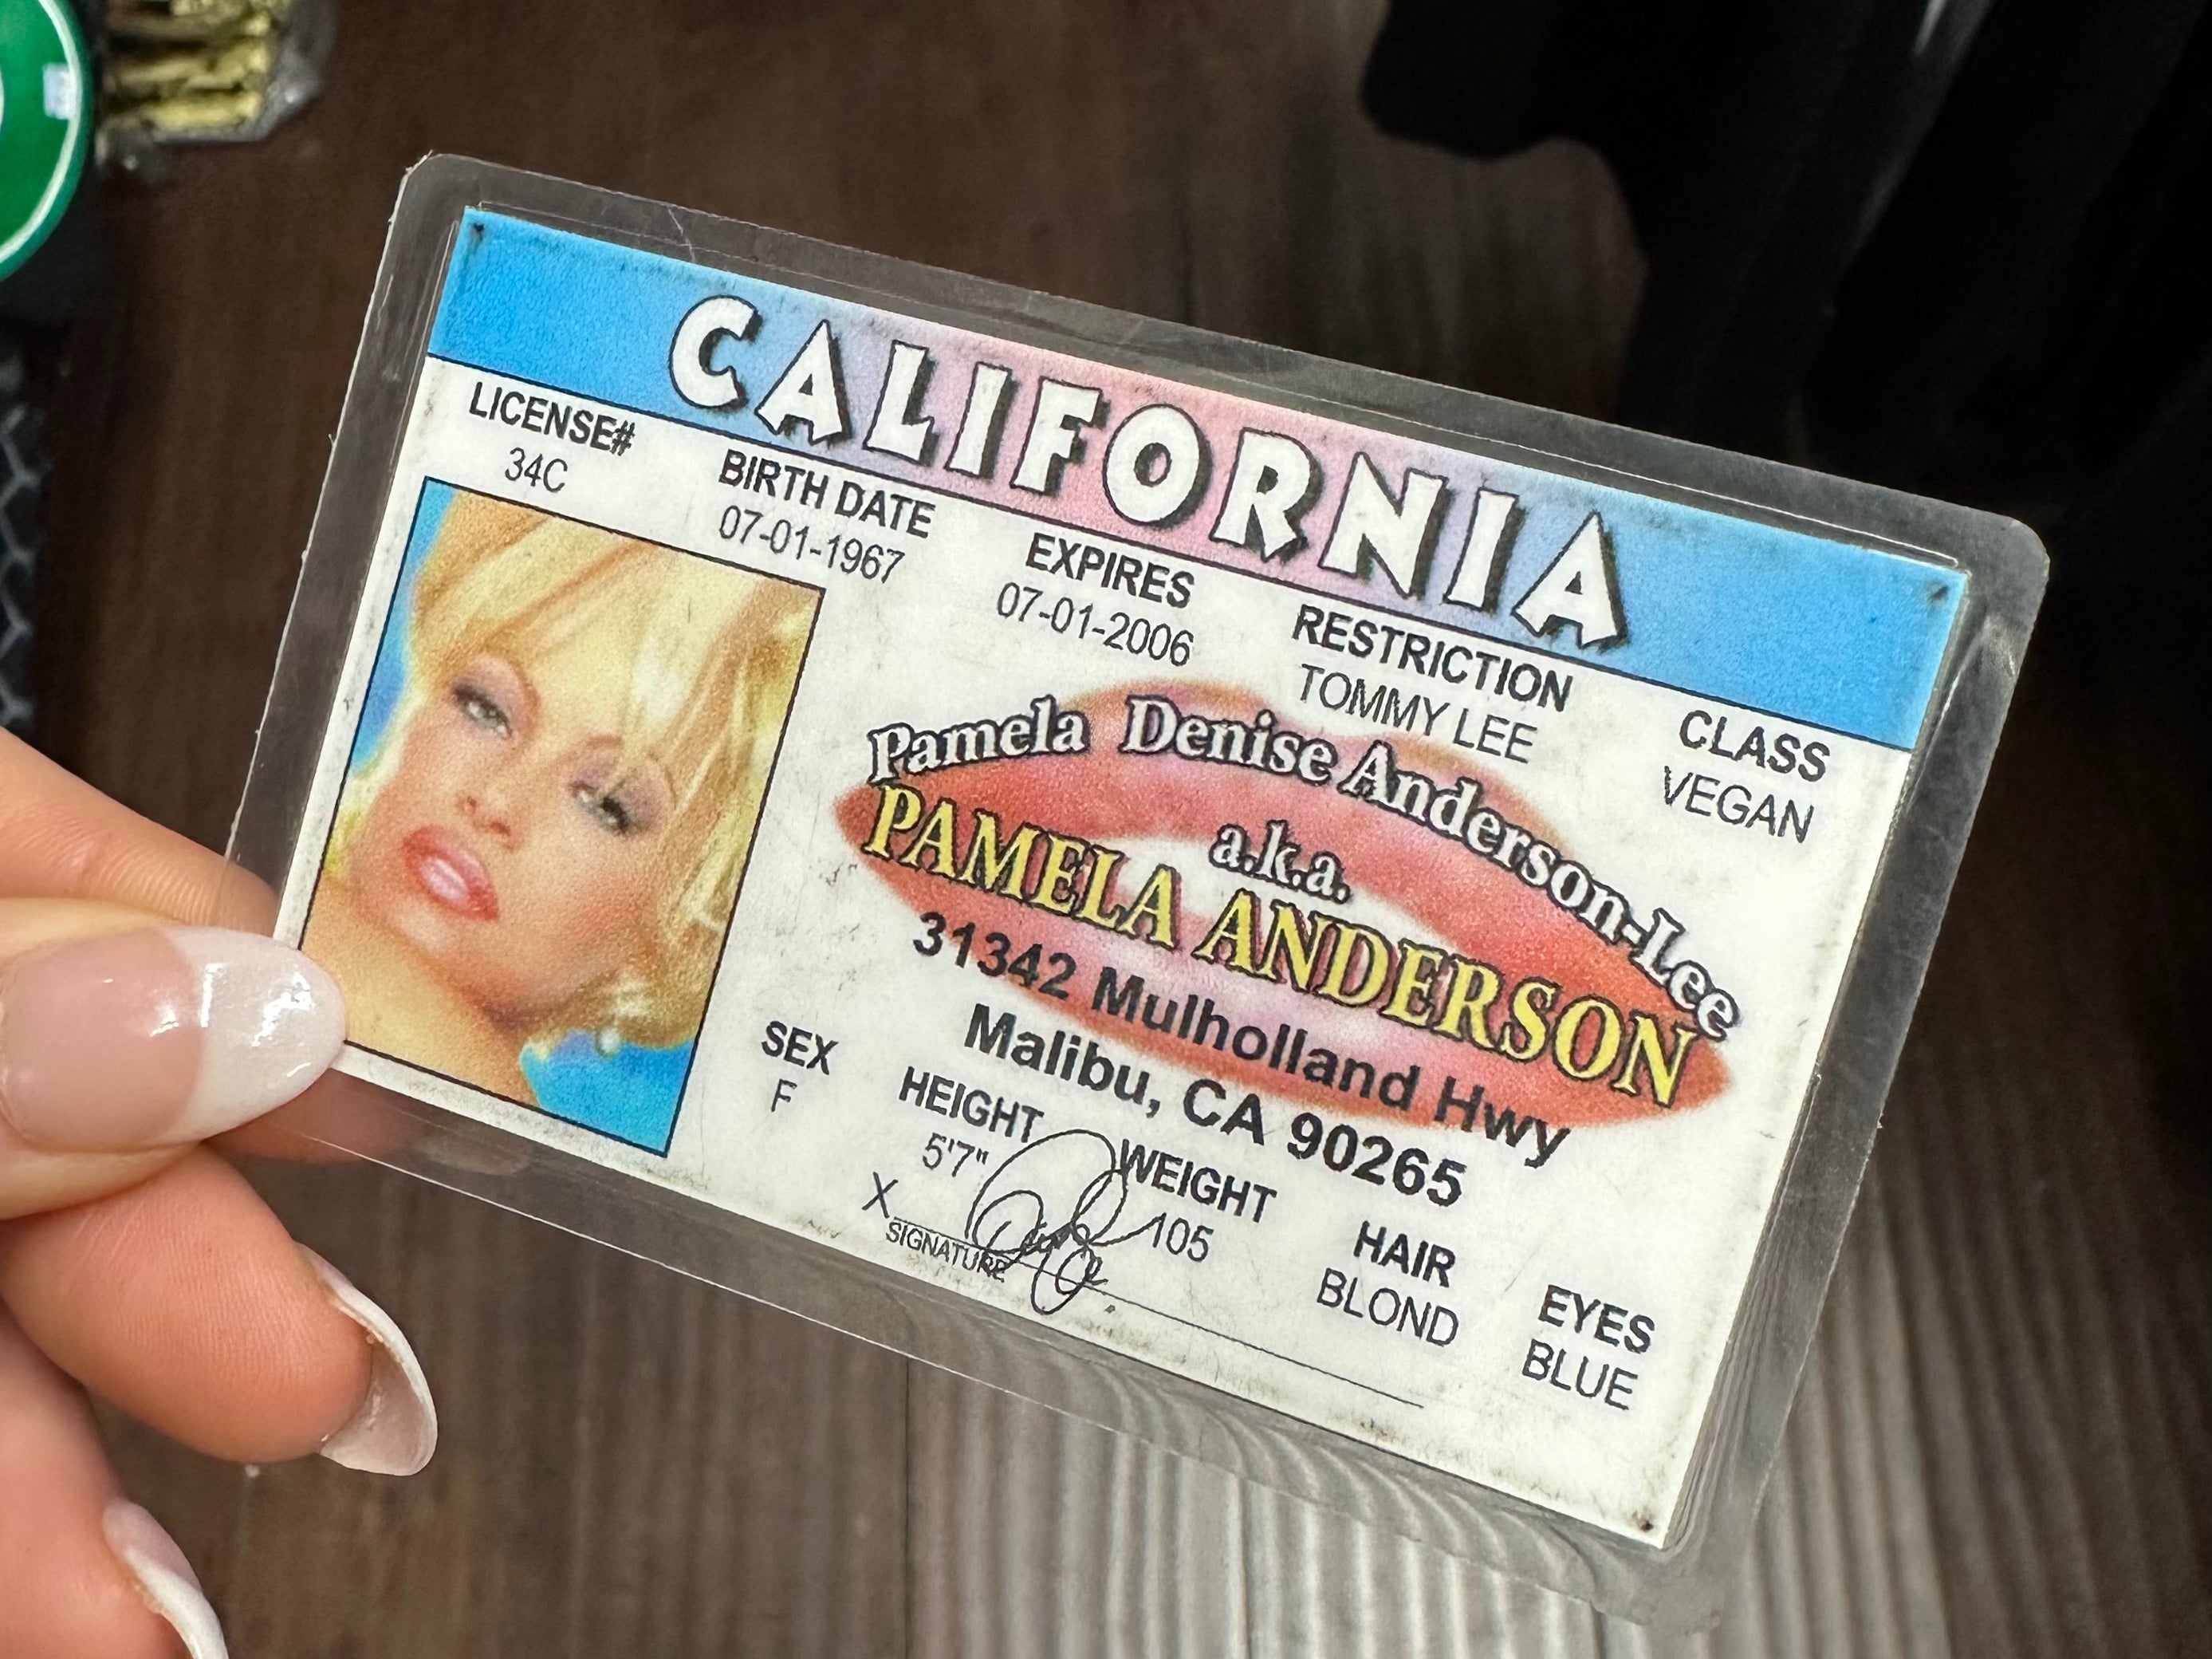 CALIFORNIA
LICENSE#
34C
BIRTH DATE
07-01-1967
EXPIRES
07-01-2006
RESTRICTION
TOMMY LEE
CLASS
VEGAN
Pamela Denise Anderson-Lee
a.k.a.
PAMELA ANDERSON
31342 Mulholland Hwy
Malibu, CA 90265
SEX
F
HEIGHT
5'7"
WEIGHT
105
HAIR
BLOND
EYES
BLUE
X
SIGNATURE